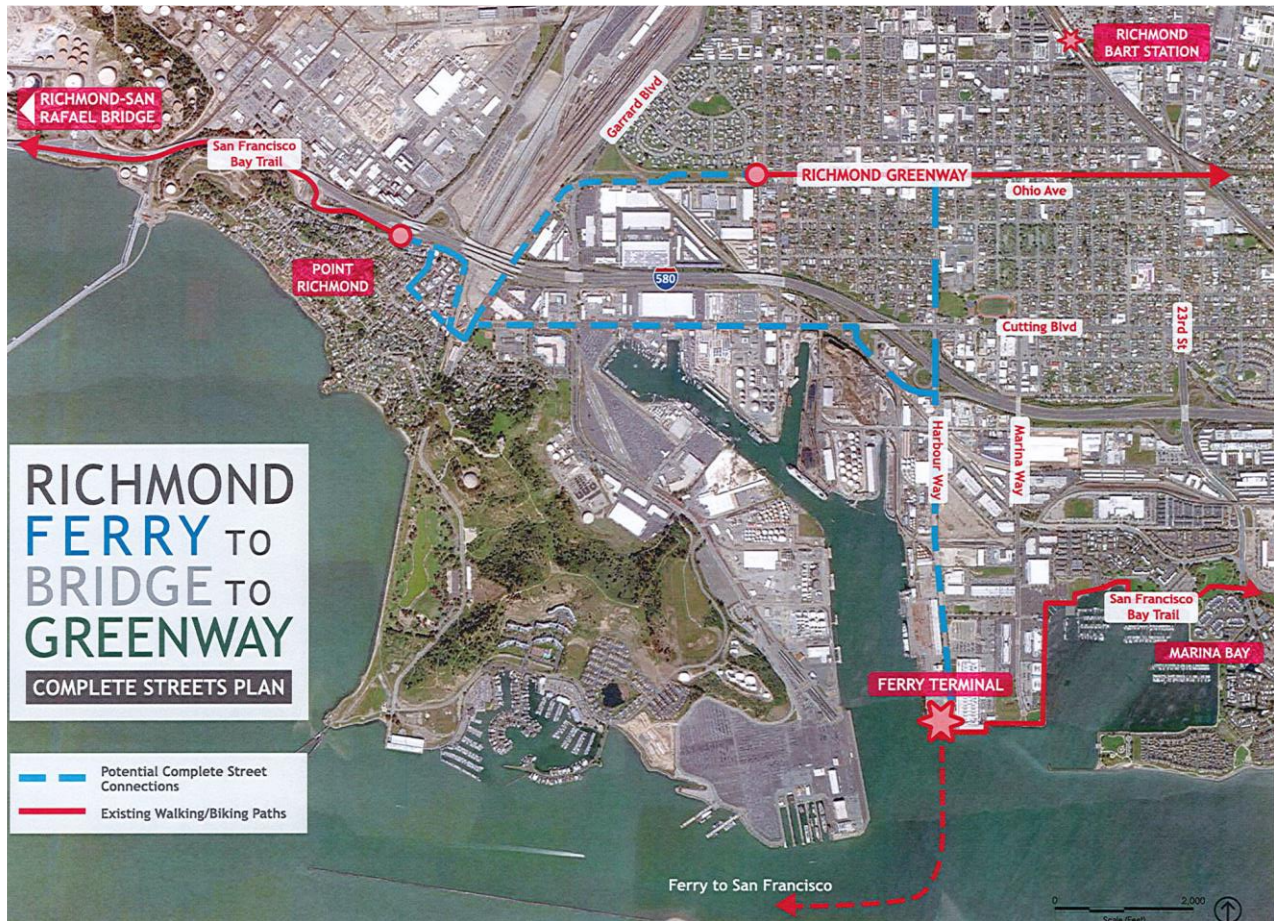 RICHMOND
BART STATION
RICHMOND-SAN
RAFAEL BRIDGE
Garrard Blvd
San Francisco
Bay Trail
RICHMOND GREENWAY
Ohio Ave
POINT
RICHMOND
580
Cutting Blvd
23rd St
Harbour Way
Marina Way
RICHMOND
FERRY TO
BRIDGE TO
GREENWAY
COMPLETE STREETS PLAN
San Francisco
Bay Trail
MARINA BAY
FERRY TERMINAL
Potential Complete Street
Connections
Existing Walking/Biking Paths
Ferry to San Francisco
0 2,000
Scale (Feet)